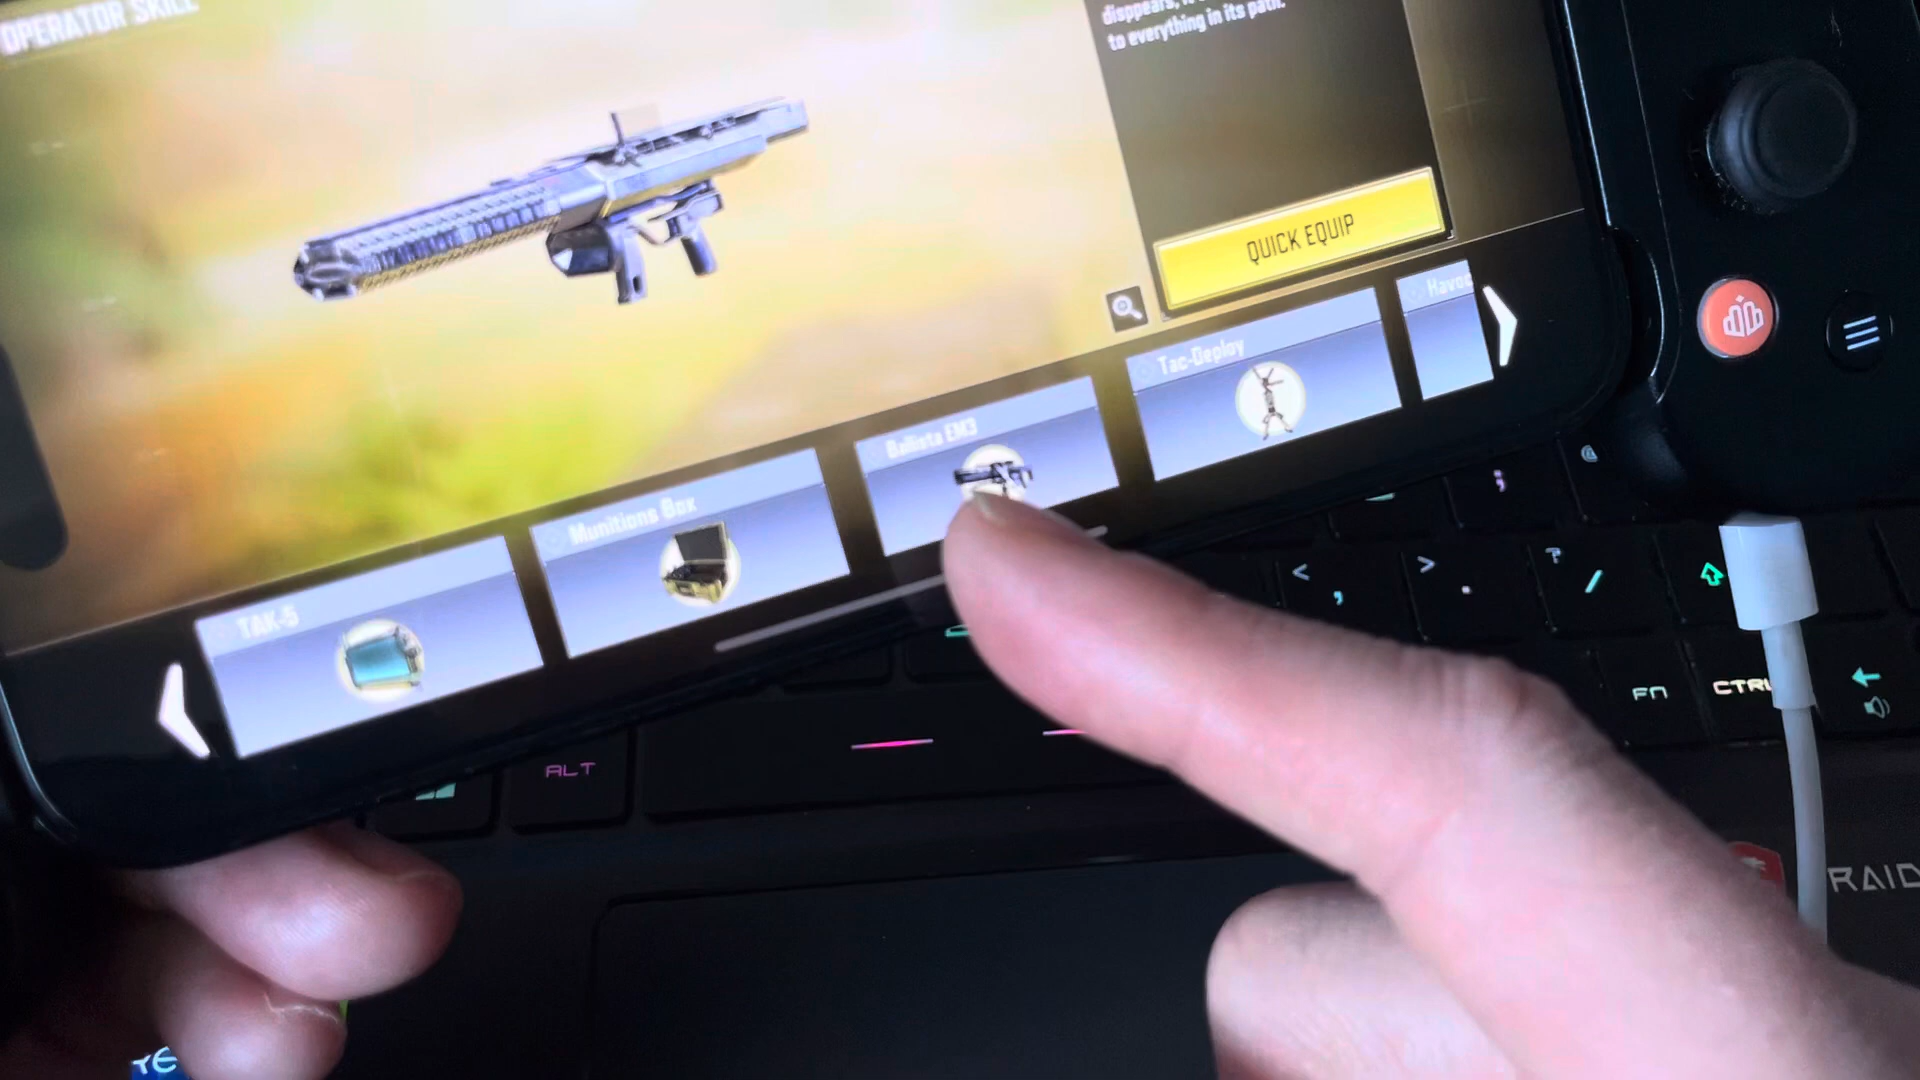 OPERATOR SKILL
to everything in its path.
QUICK EQUIP
TAK-5
Munitions Box
Ballista EM3
Tac-Deploy
Havoc
@
;
<
,
>
.
?
/
FN
CTRL
ALT
RAID
YE